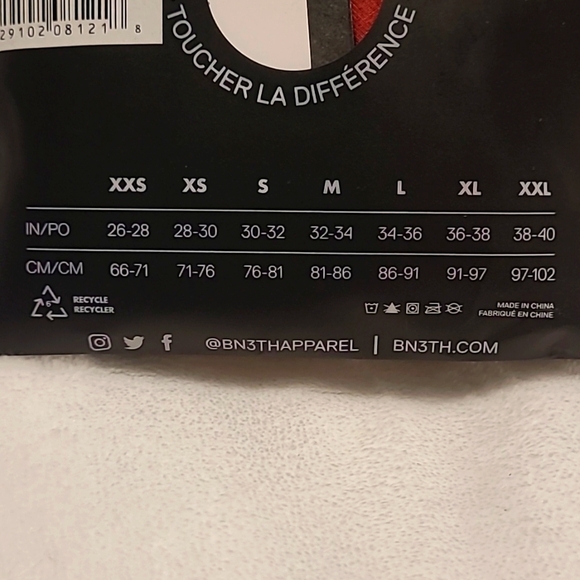 29102 08121 8
TOUCHER LA DIFFÉRENCE
XXS XS S M L XL XXL
IN/PO 26-28 28-30 30-32 32-34 34-36 36-38 38-40
CM/CM 66-71 71-76 76-81 81-86 86-91 91-97 97-102
6
RECYCLE
RECYCLER
MADE IN CHINA
FABRIQUÉ EN CHINE
@BN3THAPPAREL | BN3TH.COM